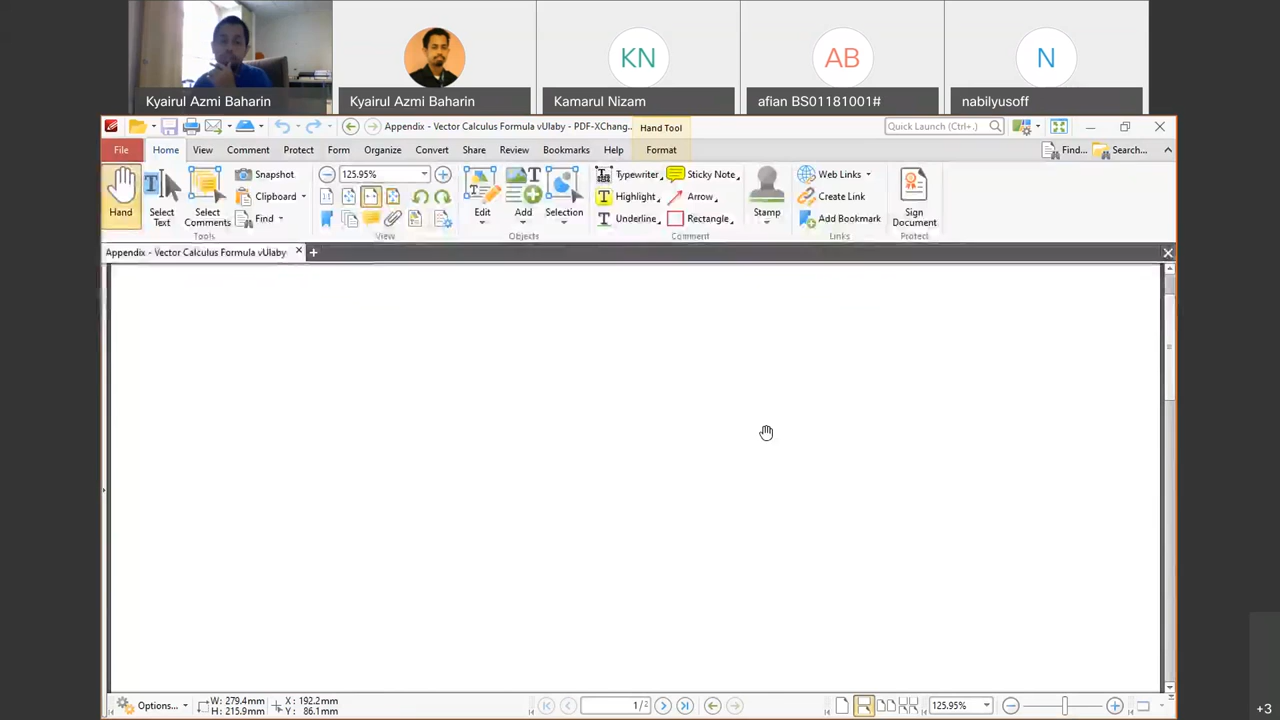 KN
AB
N
Kyairul Azmi Baharin
Kyairul Azmi Baharin
Kamarul Nizam
afian BS01181001#
nabilyusoff
Appendix - Vector Calculus Formula vUlaby - PDF-XChang...
Hand Tool
Quick Launch (Ctrl+.)
File
Home
View
Comment
Protect
Form
Organize
Convert
Share
Review
Bookmarks
Help
Format
Find...
Search...
Hand
Select Text
Select Comments
Snapshot
Clipboard
Find
Tools
125.95%
View
Edit
Add
Selection
Objects
Typewriter
Highlight
Underline
Sticky Note
Arrow
Rectangle
Stamp
Comment
Web Links
Create Link
Add Bookmark
Links
Sign Document
Protect
Appendix - Vector Calculus Formula vUlaby
Options...
W: 279.4mm
H: 215.9mm
X: 192.2mm
Y: 86.1mm
1/2
125.95%
+3